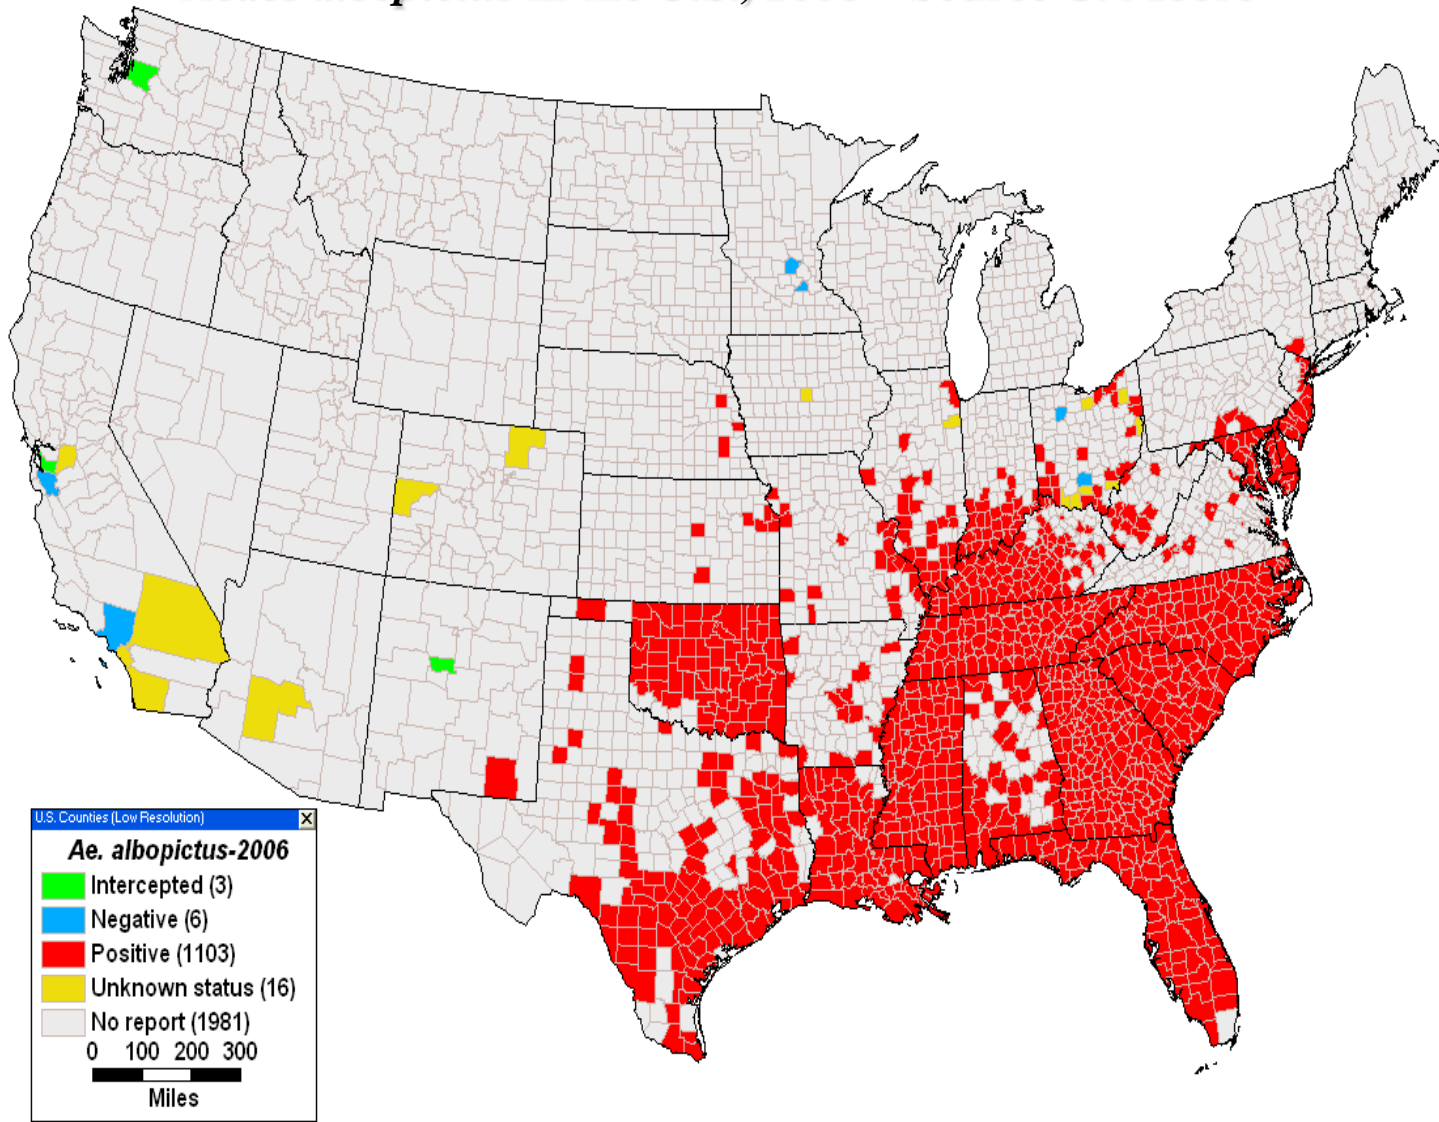 U.S. Counties (Low Resolution)
Ae. albopictus-2006
Intercepted (3)
Negative (6)
Positive (1103)
Unknown status (16)
No report (1981)
0 100 200 300
Miles